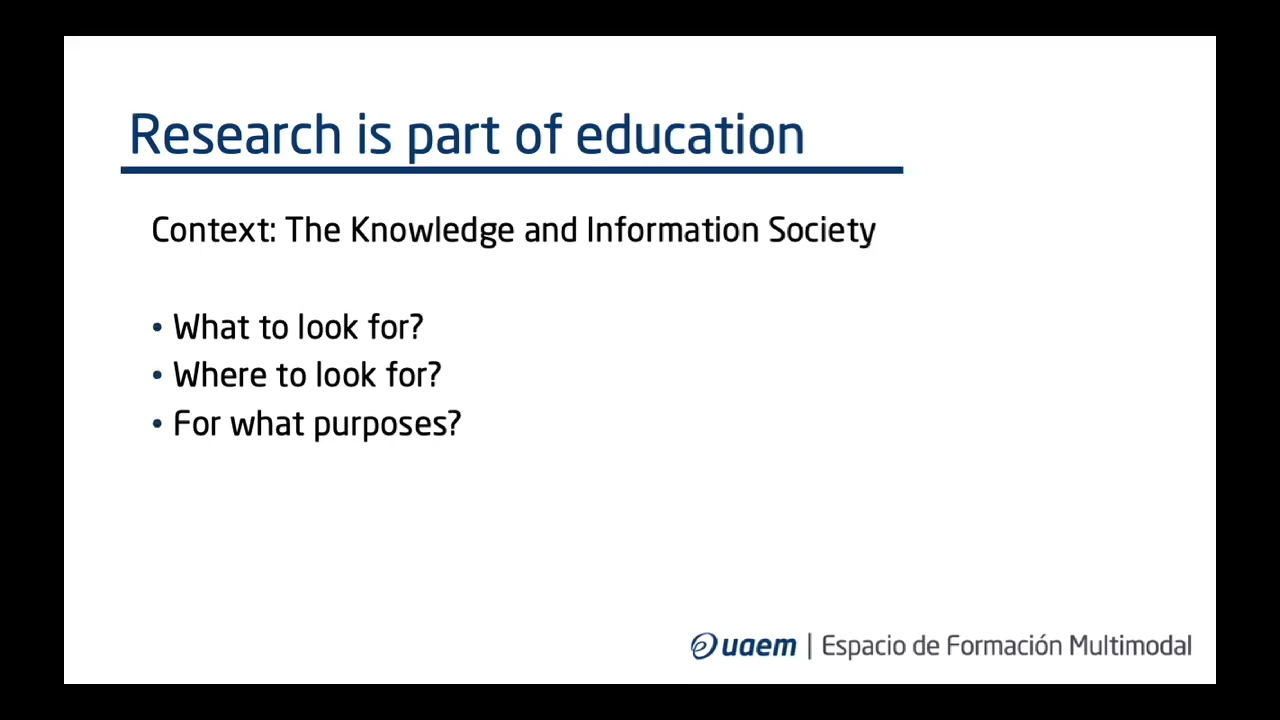 Research is part of education
Context: The Knowledge and Information Society
• What to look for?
• Where to look for?
• For what purposes?
uaem | Espacio de Formación Multimodal